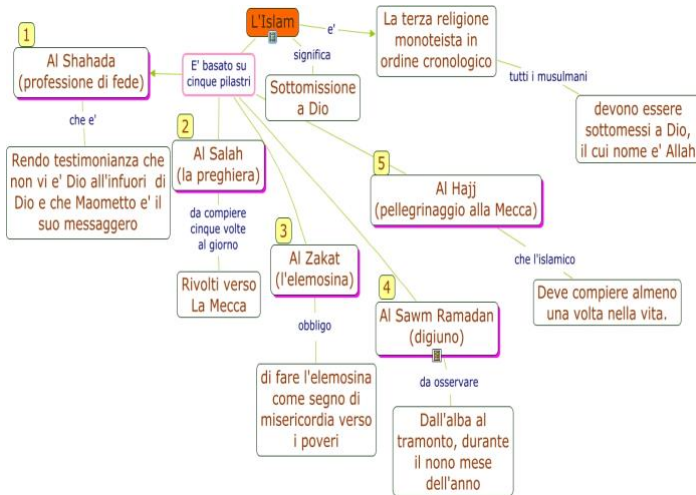 L'Islam
e'
La terza religione
monoteista in
ordine cronologico
significa
Sottomissione
a Dio
tutti i musulmani
devono essere
sottomessi a Dio,
il cui nome e' Allah
E' basato su
cinque pilastri
1
Al Shahada
(professione di fede)
che e'
Rendo testimonianza che
non vi e' Dio all'infuori di
Dio e che Maometto e' il
suo messaggero
2
Al Salah
(la preghiera)
da compiere
cinque volte
al giorno
Rivolti verso
La Mecca
3
Al Zakat
(l'elemosina)
obbligo
di fare l'elemosina
come segno di
misericordia verso
i poveri
4
Al Sawm Ramadan
(digiuno)
da osservare
Dall'alba al
tramonto, durante
il nono mese
dell'anno
5
Al Hajj
(pellegrinaggio alla Mecca)
che l'islamico
Deve compiere almeno
una volta nella vita.